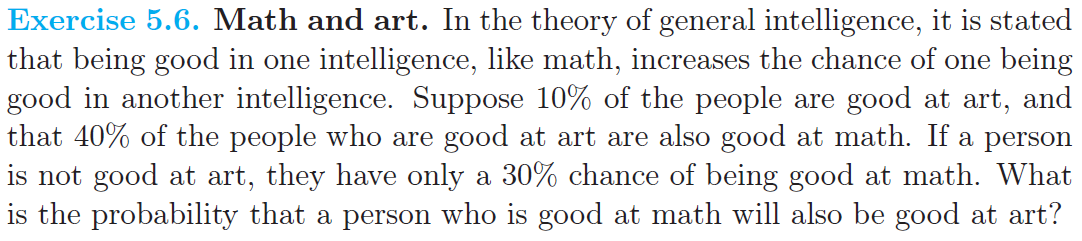 Exercise 5.6. Math and art. In the theory of general intelligence, it is stated
that being good in one intelligence, like math, increases the chance of one being
good in another intelligence. Suppose 10% of the people are good at art, and
that 40% of the people who are good at art are also good at math. If a person
is not good at art, they have only a 30% chance of being good at math. What
is the probability that a person who is good at math will also be good at art?